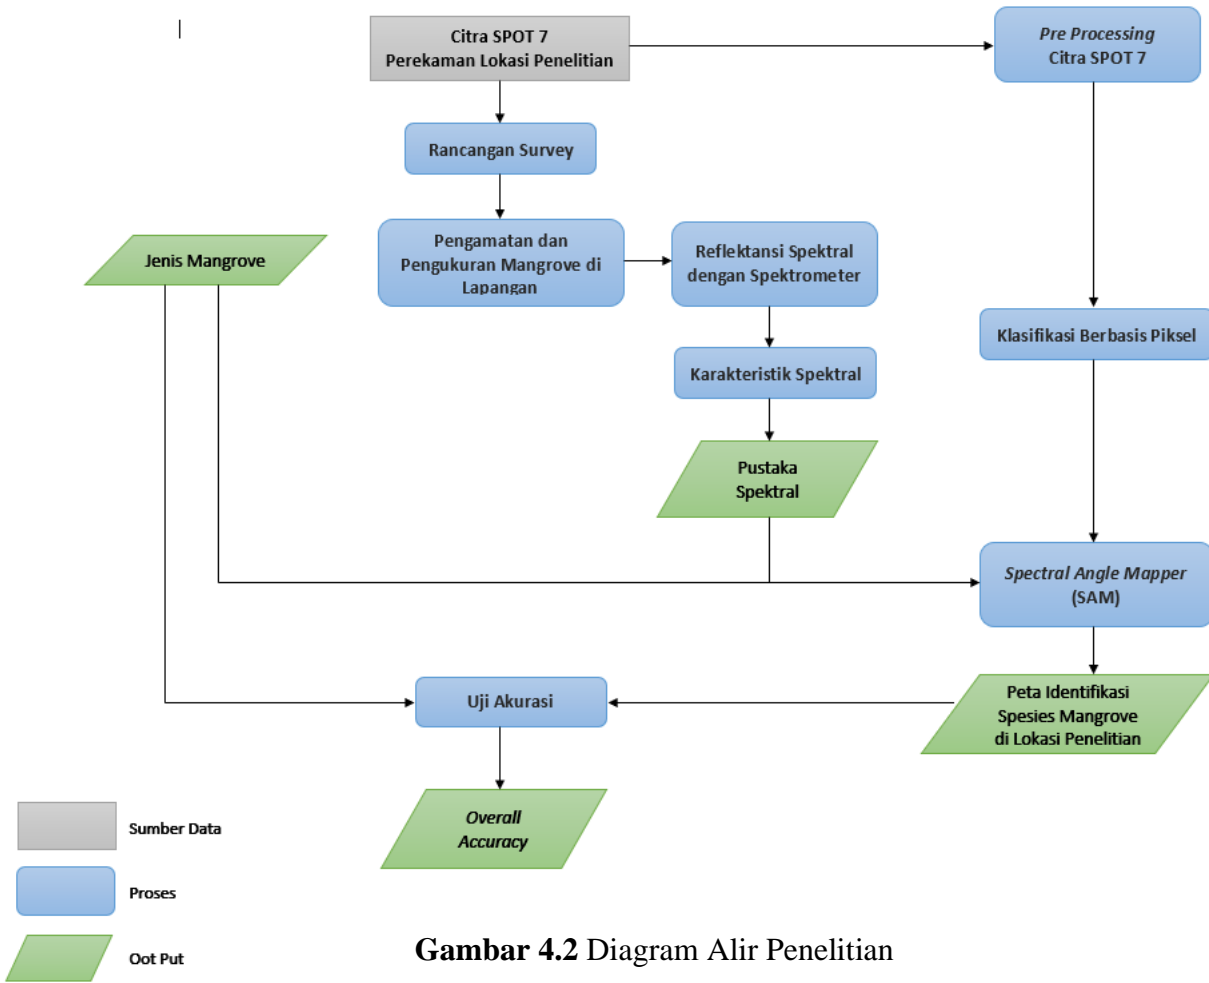 Citra SPOT 7
Perekaman Lokasi Penelitian
Pre Processing
Citra SPOT 7
Rancangan Survey
Jenis Mangrove
Pengamatan dan
Pengukuran Mangrove di
Lapangan
Reflektansi Spektral
dengan Spektrometer
Klasifikasi Berbasis Piksel
Karakteristik Spektral
Pustaka
Spektral
Spectral Angle Mapper
(SAM)
Uji Akurasi
Peta Identifikasi
Spesies Mangrove
di Lokasi Penelitian
Overall
Accuracy
Sumber Data
Proses
Oot Put
Gambar 4.2 Diagram Alir Penelitian